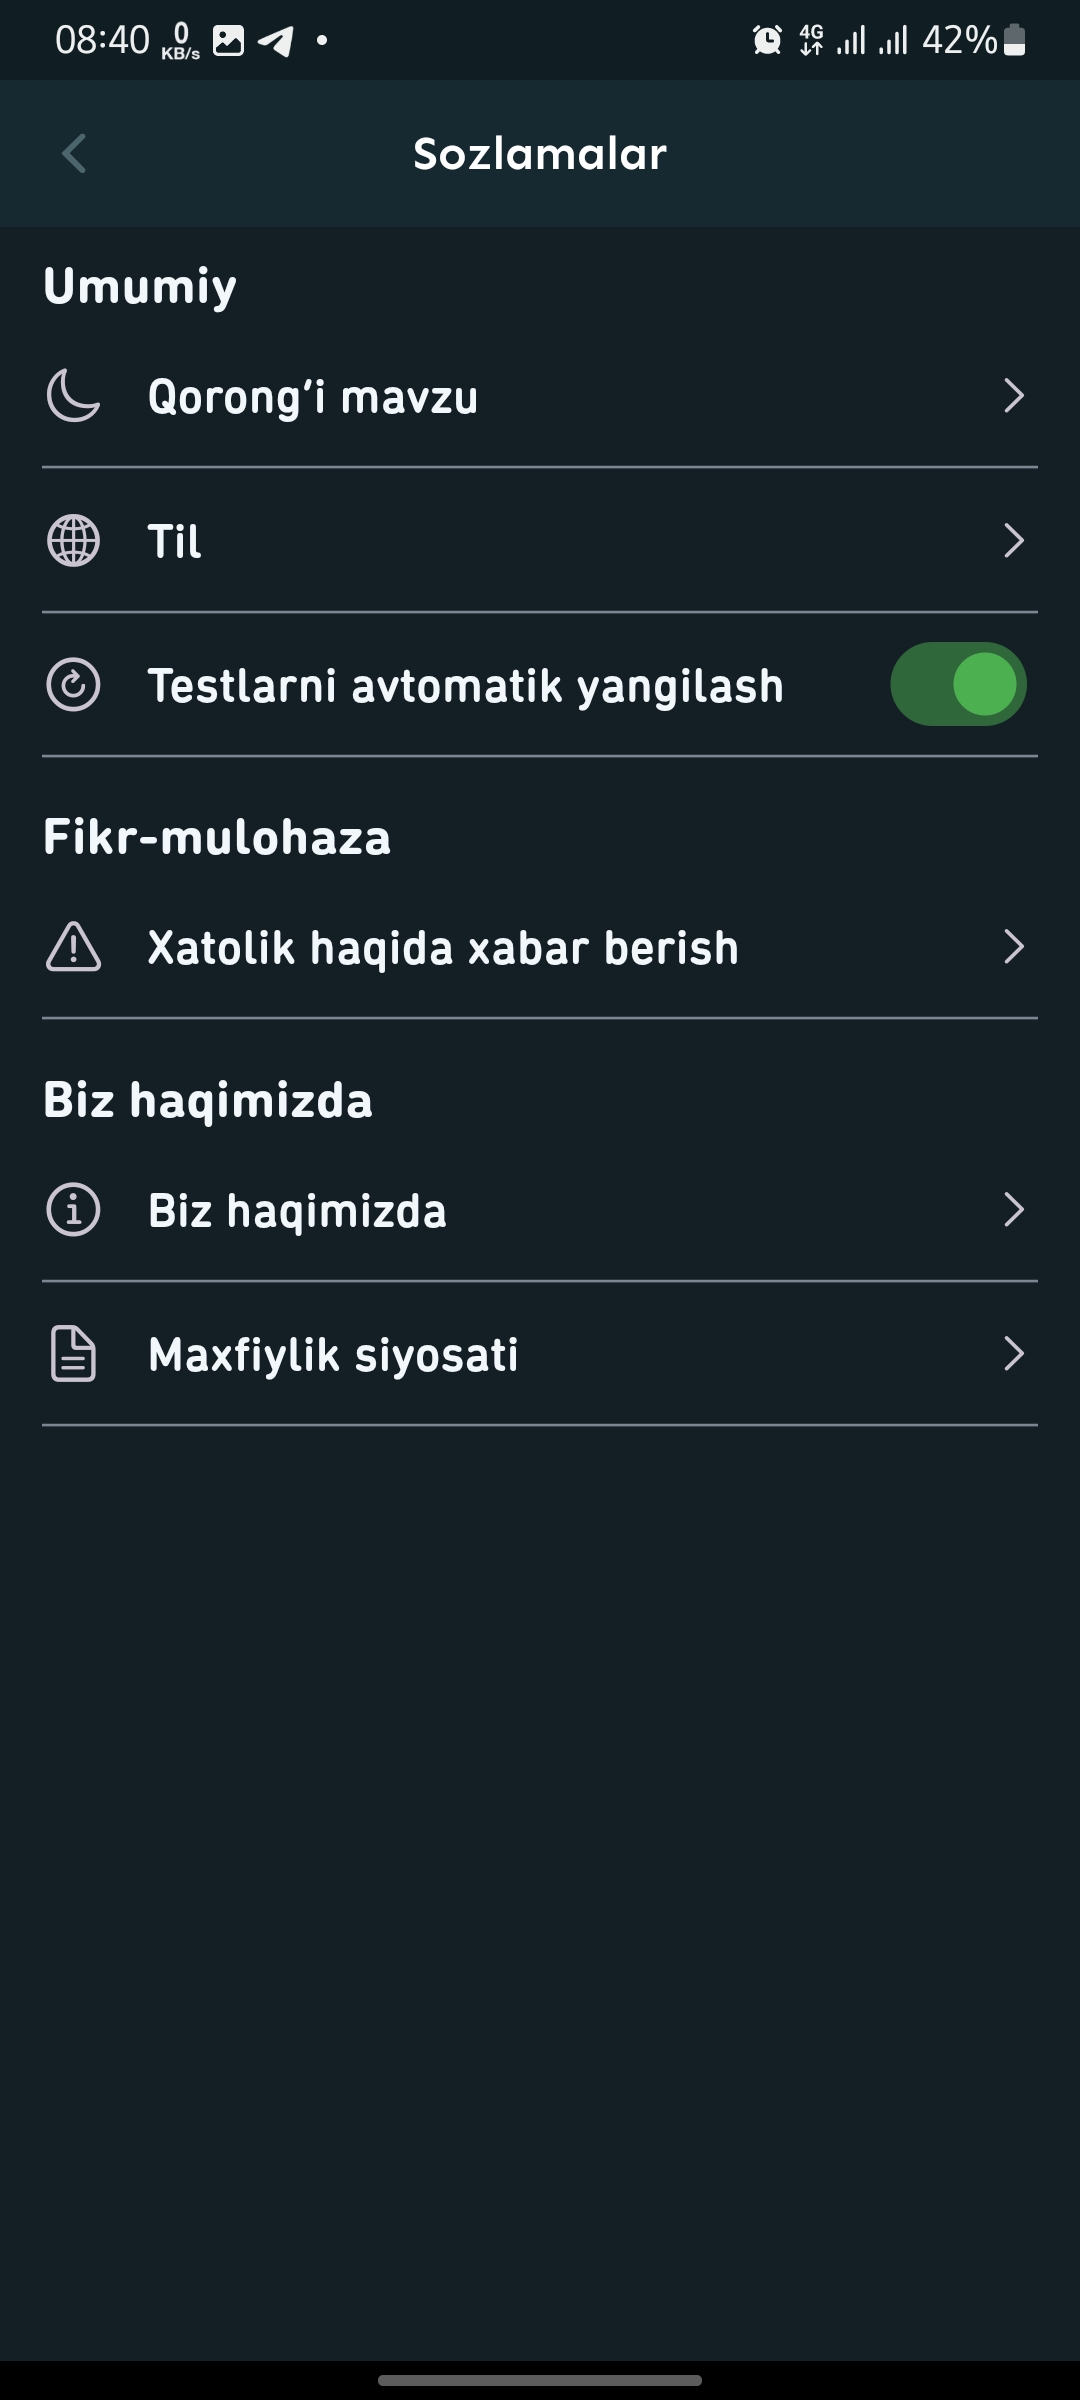 08:40 0 KB/s 4G 42%
Sozlamalar
Umumiy
Qorong‘i mavzu
Til
Testlarni avtomatik yangilash
Fikr-mulohaza
Xatolik haqida xabar berish
Biz haqimizda
Biz haqimizda
Maxfiylik siyosati